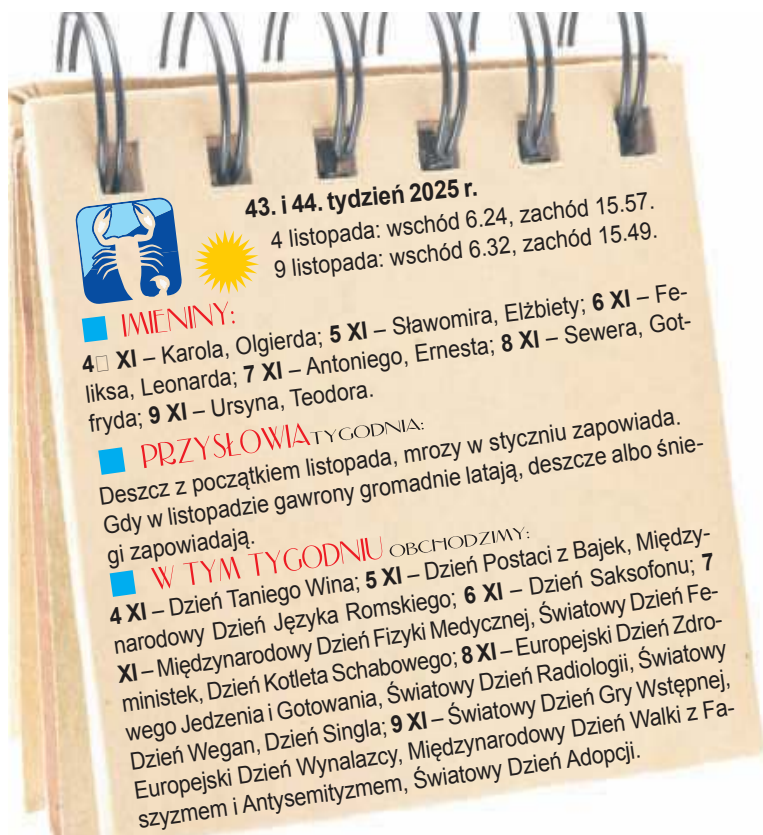 43. i 44. tydzień 2025 r.
4 listopada: wschód 6.24, zachód 15.57.
9 listopada: wschód 6.32, zachód 15.49.
IMIENINY:
4□ XI – Karola, Olgierda; 5 XI – Sławomira, Elżbiety; 6 XI – Fe-
liksa, Leonarda; 7 XI – Antoniego, Ernesta; 8 XI – Sewera, Got-
fryda; 9 XI – Ursyna, Teodora.
PRZYSŁOWIA TYGODNIA:
Deszcz z początkiem listopada, mrozy w styczniu zapowiada.
Gdy w listopadzie gawrony gromadnie latają, deszcze albo śnie-
gi zapowiadają.
W TYM TYGODNIU OBCHODZIMY:
4 XI – Dzień Taniego Wina; 5 XI – Dzień Postaci z Bajek, Między-
narodowy Dzień Języka Romskiego; 6 XI – Dzień Saksofonu; 7
XI – Międzynarodowy Dzień Fizyki Medycznej, Światowy Dzień Fe-
ministek, Dzień Kotleta Schabowego; 8 XI – Europejski Dzień Zdro-
wego Jedzenia i Gotowania, Światowy Dzień Radiologii, Światowy
Dzień Wegan, Dzień Singla; 9 XI – Światowy Dzień Gry Wstępnej,
Europejski Dzień Wynalazcy, Międzynarodowy Dzień Walki z Fa-
szyzmem i Antysemityzmem, Światowy Dzień Adopcji.